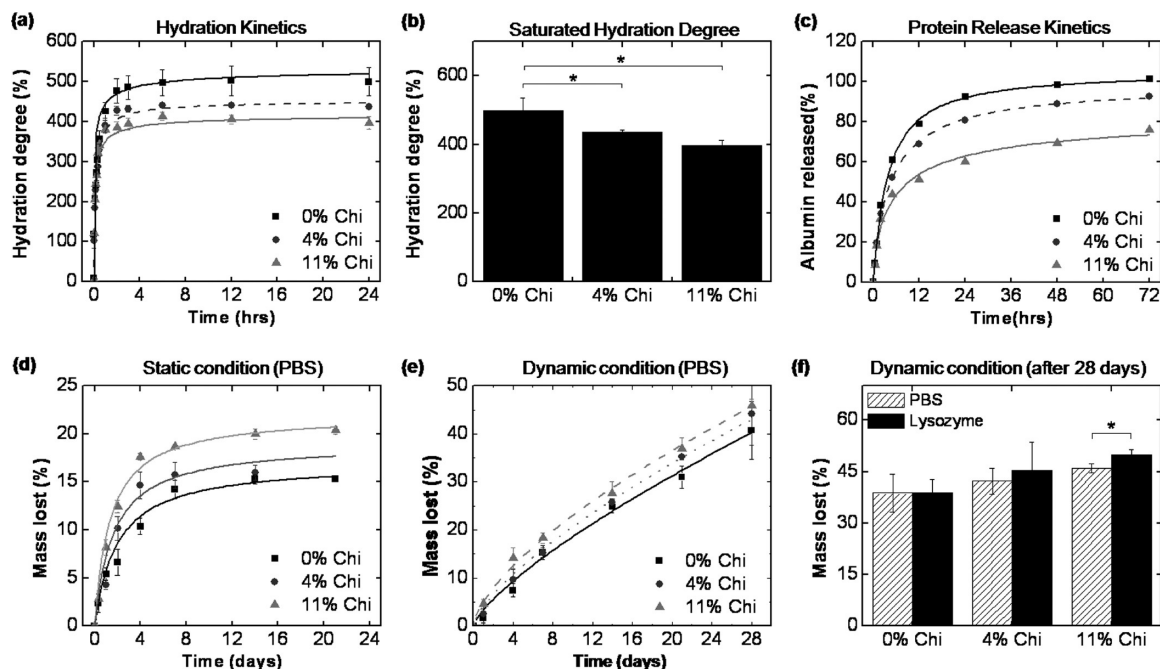 (a)
Hydration Kinetics
Hydration degree (%)
600
500
400
300
200
100
0
0% Chi
4% Chi
11% Chi
0 4 8 12 16 20 24
Time (hrs)
(b)
Saturated Hydration Degree
Hydration degree (%)
600
400
200
0
*
*
0% Chi 4% Chi 11% Chi
(c)
Protein Release Kinetics
Albumin released(%)
120
100
80
60
40
20
0
0% Chi
4% Chi
11% Chi
0 12 24 36 48 60 72
Time(hrs)
(d)
Static condition (PBS)
Mass lost (%)
25
20
15
10
5
0
0% Chi
4% Chi
11% Chi
0 4 8 12 16 20 24
Time (days)
(e)
Dynamic condition (PBS)
Mass lost (%)
50
40
30
20
10
0
0% Chi
4% Chi
11% Chi
0 4 8 12 16 20 24 28
Time (days)
(f)
Dynamic condition (after 28 days)
Mass lost (%)
60
45
30
15
0
PBS
Lysozyme
*
0% Chi 4% Chi 11% Chi